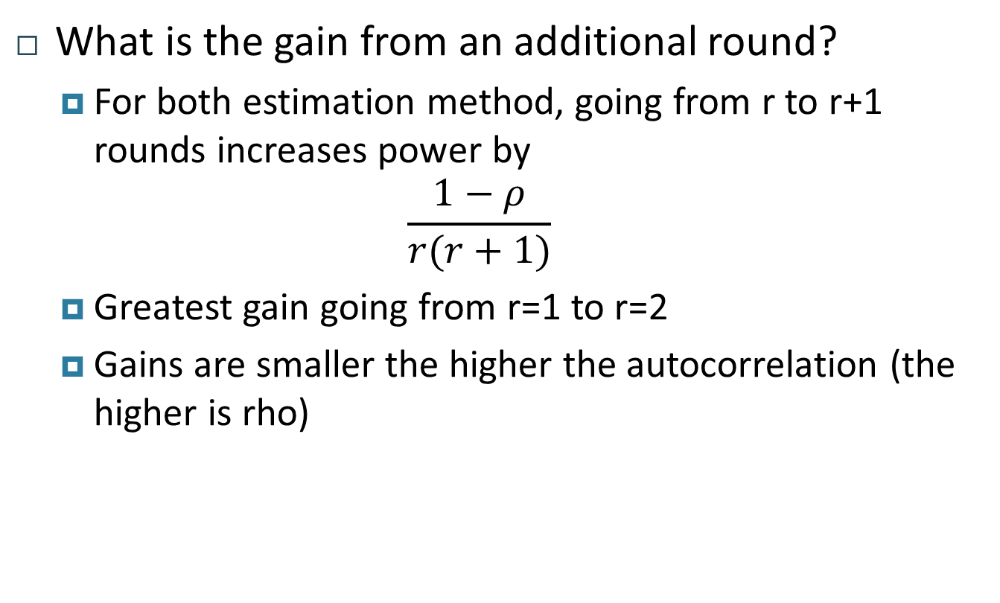 What is the gain from an additional round?
For both estimation method, going from r to r+1
rounds increases power by
1 − ρ
r(r + 1)
Greatest gain going from r=1 to r=2
Gains are smaller the higher the autocorrelation (the
higher is rho)